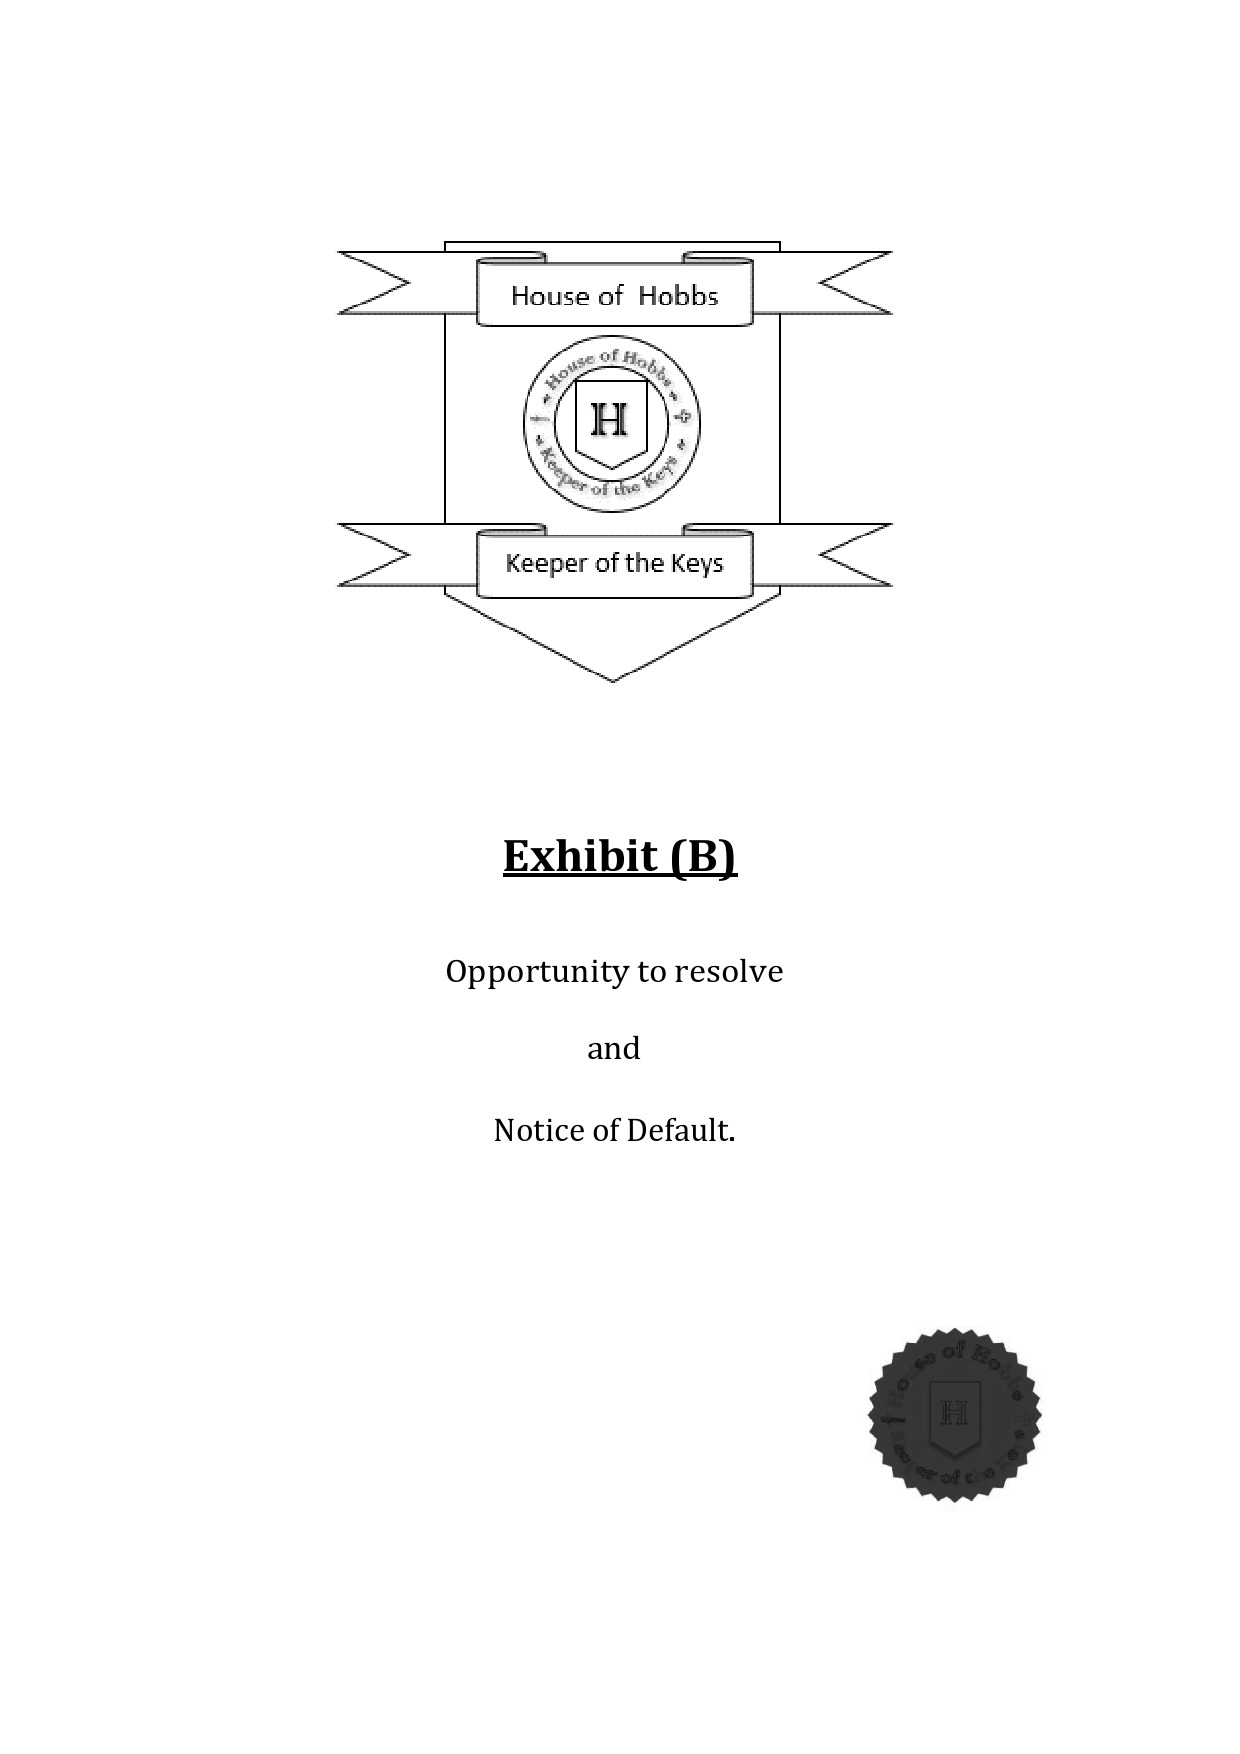 House of Hobbs
House of Hobbs
H
Keeper of the Keys
Keeper of the Keys
Exhibit (B)
Opportunity to resolve
and
Notice of Default.
House of Hobbs
H
Keeper of the Keys